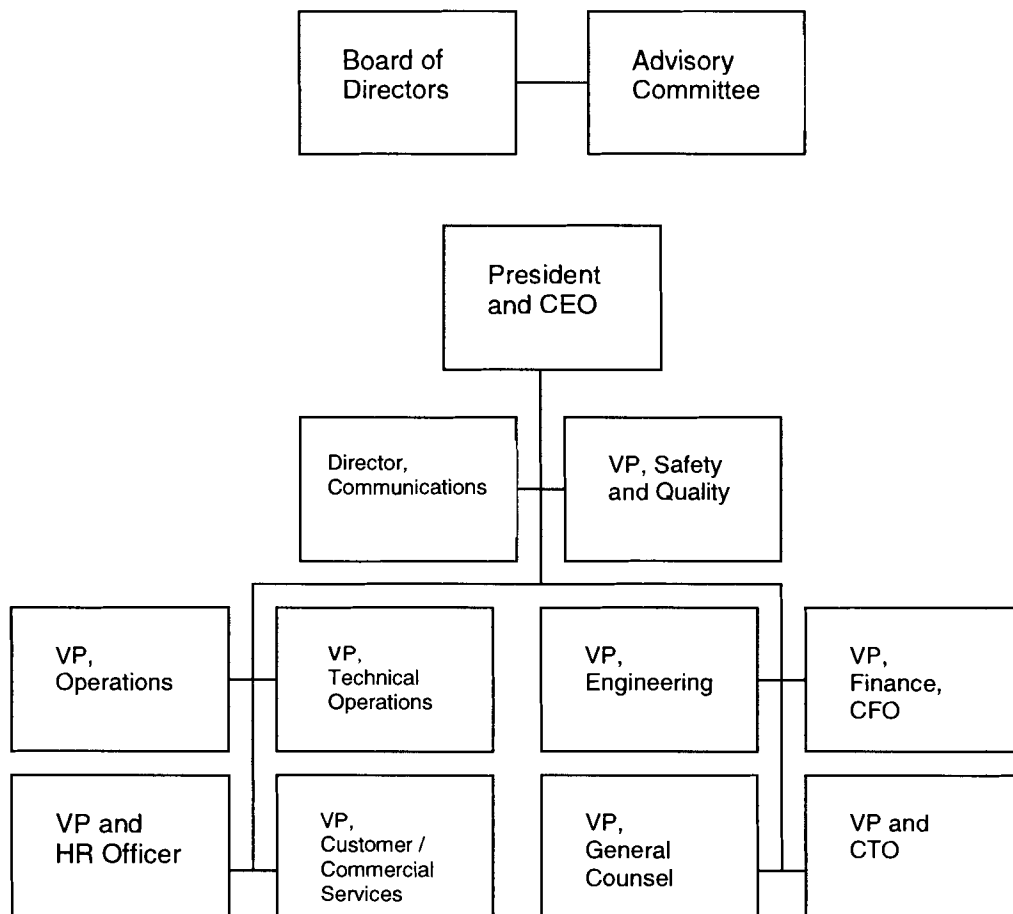 Board of
Directors
Advisory
Committee
President
and CEO
Director,
Communications
VP, Safety
and Quality
VP,
Operations
VP,
Technical
Operations
VP,
Engineering
VP,
Finance,
CFO
VP and
HR Officer
VP,
Customer /
Commercial
Services
VP,
General
Counsel
VP and
CTO